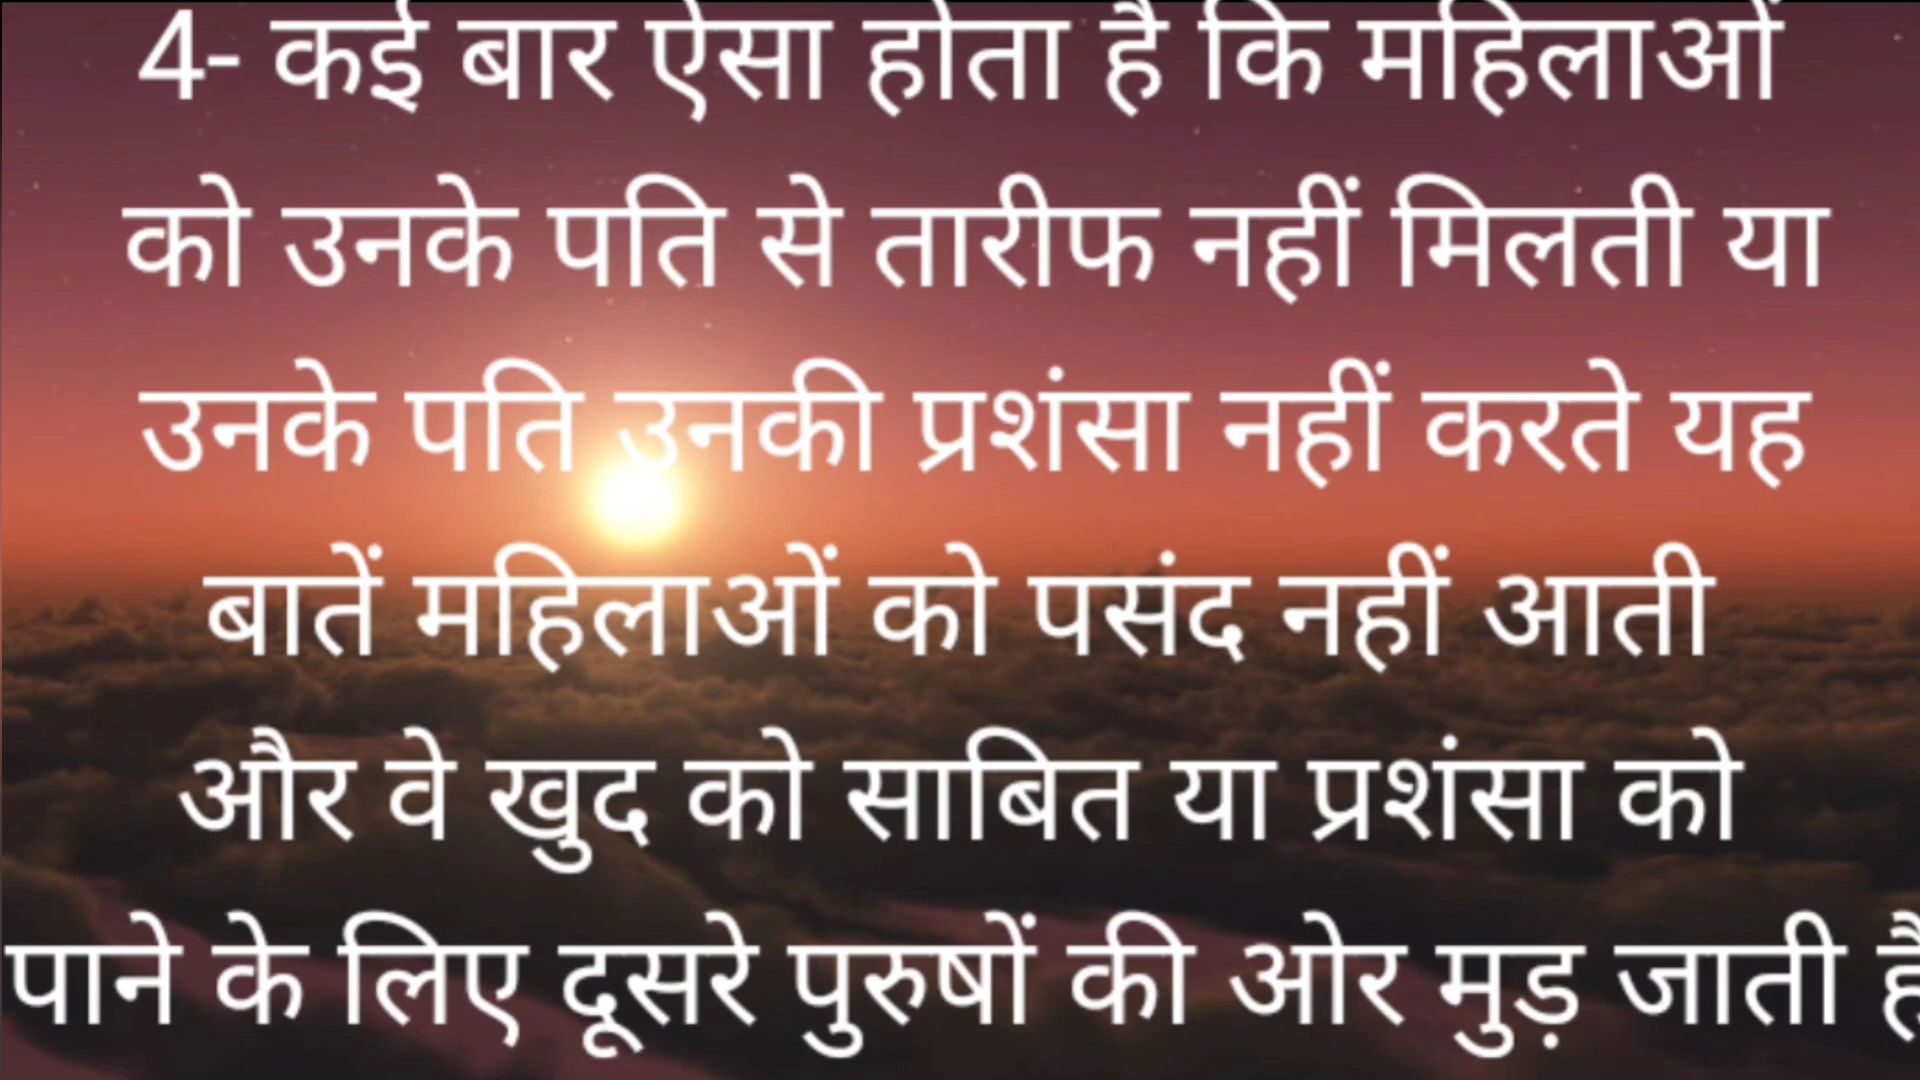 4- कई बार ऐसा होता है कि महिलाओं
को उनके पति से तारीफ नहीं मिलती या
उनके पति उनकी प्रशंसा नहीं करते यह
बातें महिलाओं को पसंद नहीं आती
और वे खुद को साबित या प्रशंसा को
पाने के लिए दूसरे पुरुषों की ओर मुड़ जाती है